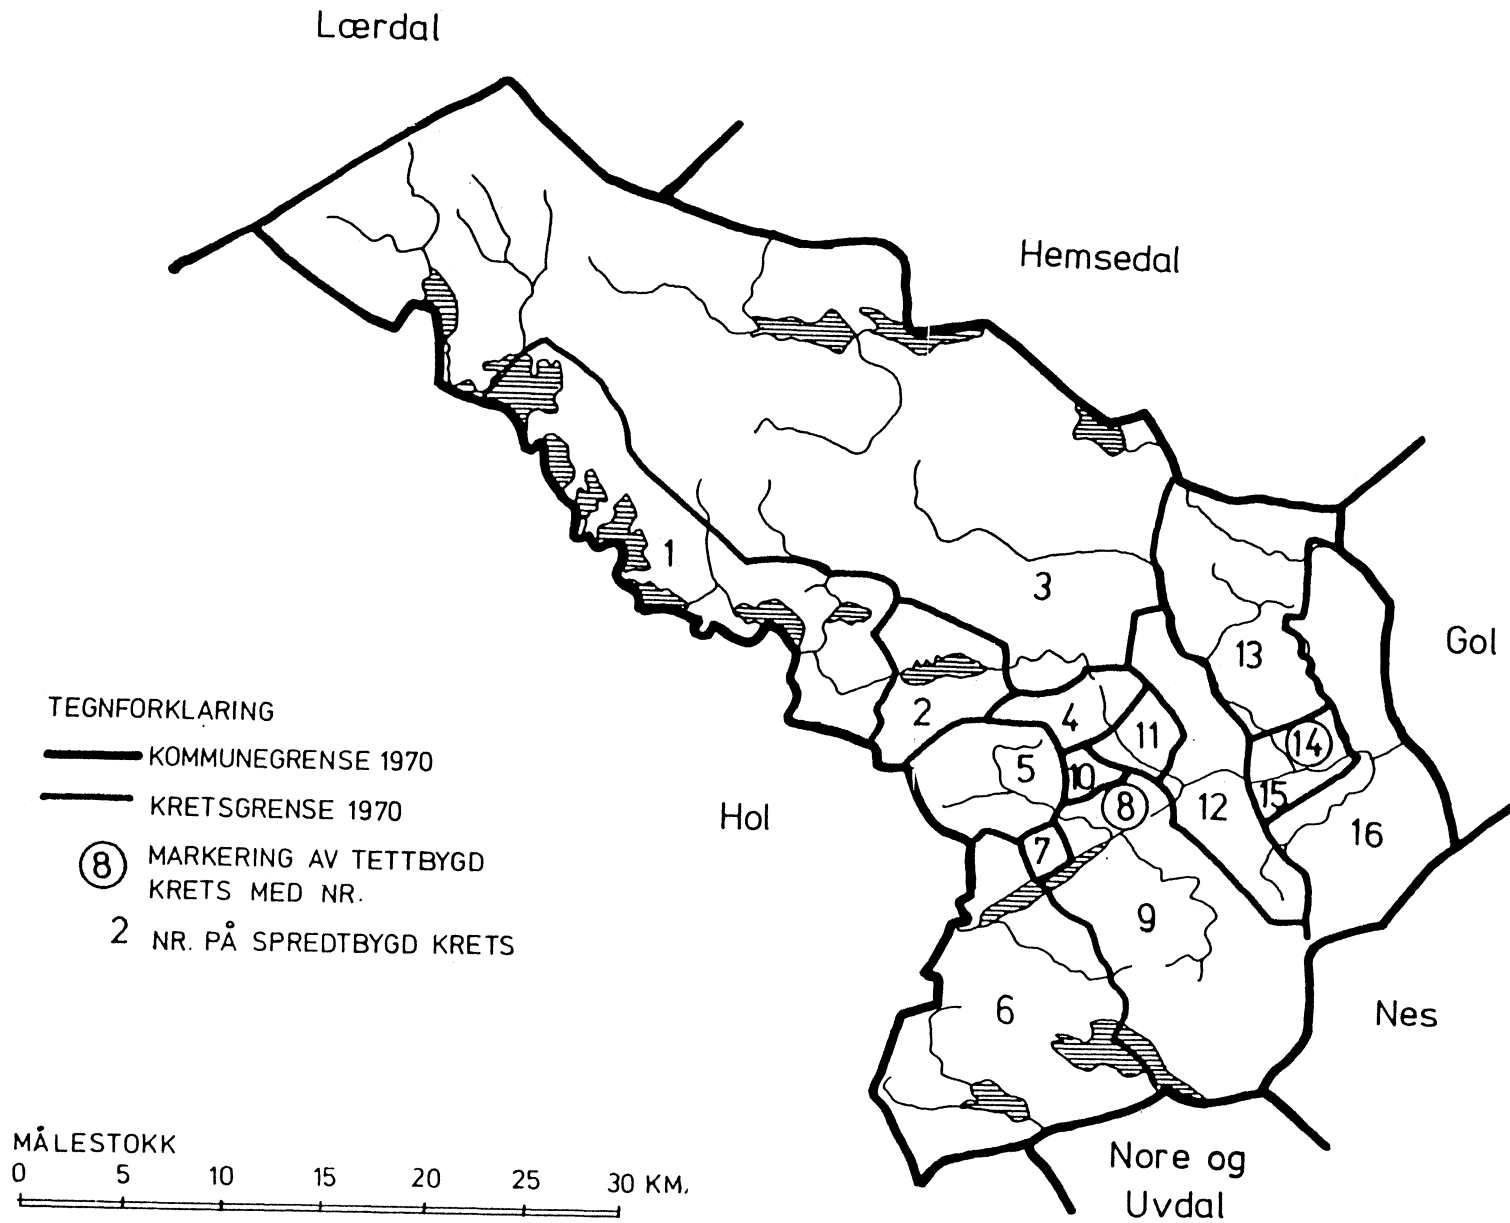 Lærdal
Hemsedal
Gol
1
3
13
2
4
11
14
5
10
8
12
15
16
7
9
6
Hol
Nes
Nore og
Uvdal
TEGNFORKLARING
KOMMUNEGRENSE 1970
KRETSGRENSE 1970
8 MARKERING AV TETTBYGD
KRETS MED NR.
2 NR. PÅ SPREDTBYGD KRETS
MÅLESTOKK
0 5 10 15 20 25 30 KM.